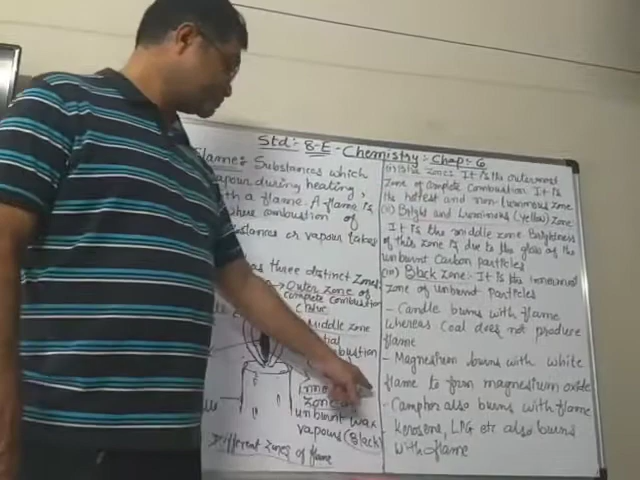 Std:- 8-E - Chemistry:- Chap:- 6
Flame:- Substances which
vapour during heating,
with a flame. A flame is
where combustion of
substances or vapour takes
has three distinct zones
Outer zone of
complete combustion
(blue
Middle zone
unburnt wax
vapours (Black)
Different zones of flame
zone:- It is the outermost
zone of complete combustion. It is
the hottest and non-luminous zone
(ii) Bright and Luminous (yellow) zone
It is the middle zone. Brightness
of this zone is due to the glow of the
unburnt carbon particles
(iii) Black zone:- It is the innermost
zone of unburnt particles
- Candle burns with flame
whereas Coal does not produce
flame
- Magnesium burns with white
flame to form magnesium oxide
- Camphor also burns with flame
- Kerosene, LPG etc also burns
with flame